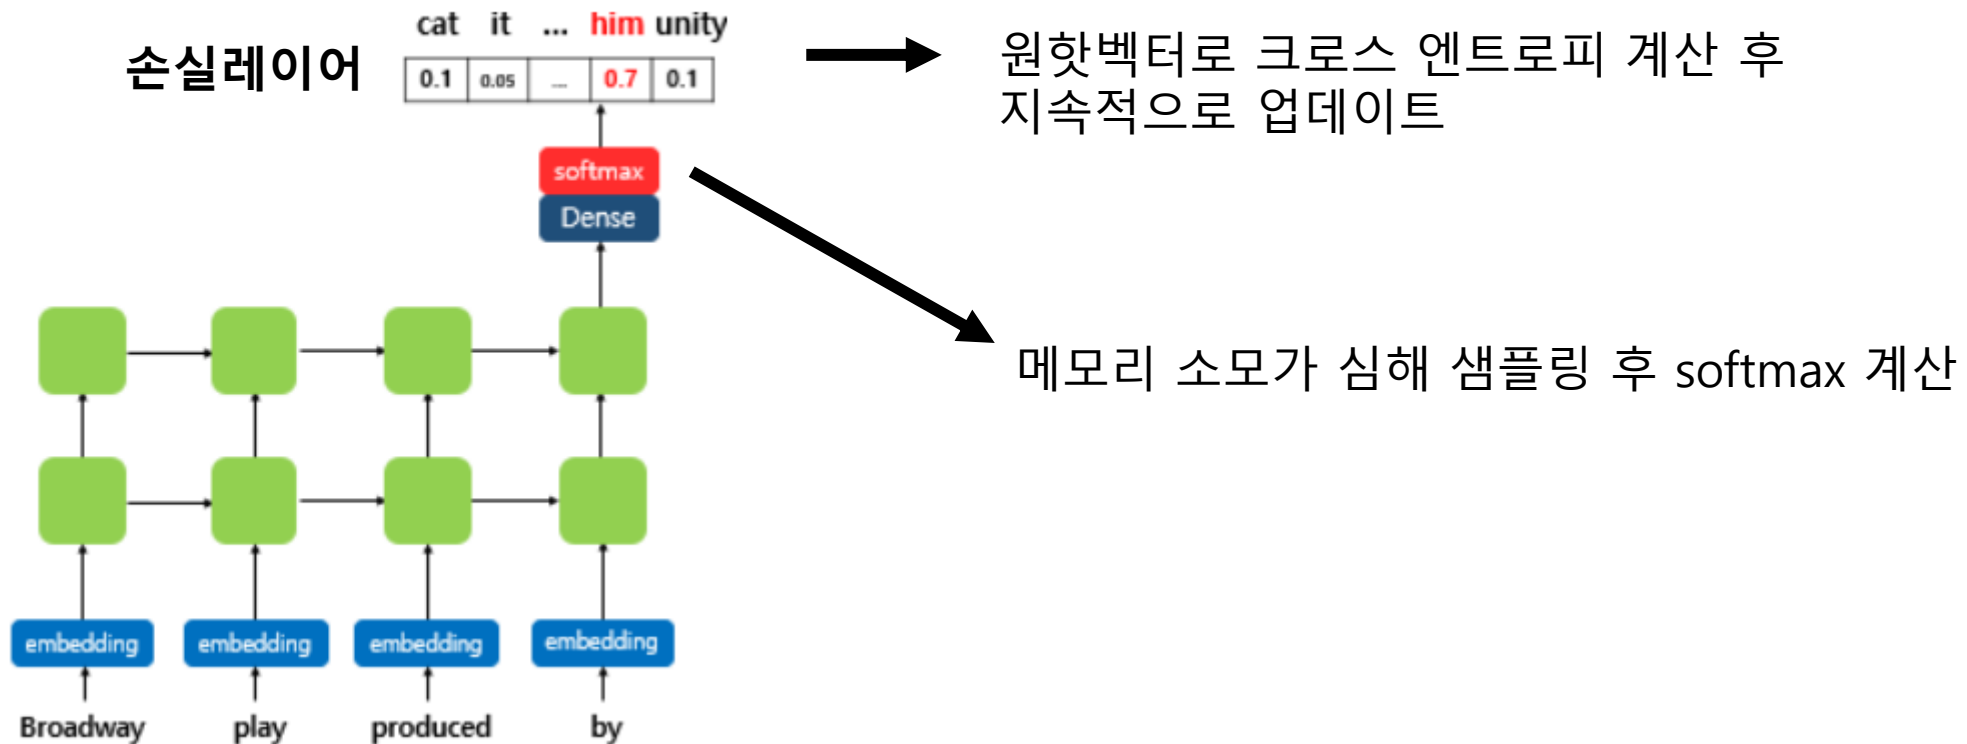 cat it ... him unity
손실레이어
0.1 0.05 ... 0.7 0.1
원핫벡터로 크로스 엔트로피 계산 후
지속적으로 업데이트
softmax
Dense
메모리 소모가 심해 샘플링 후 softmax 계산
embedding embedding embedding embedding
Broadway play produced by